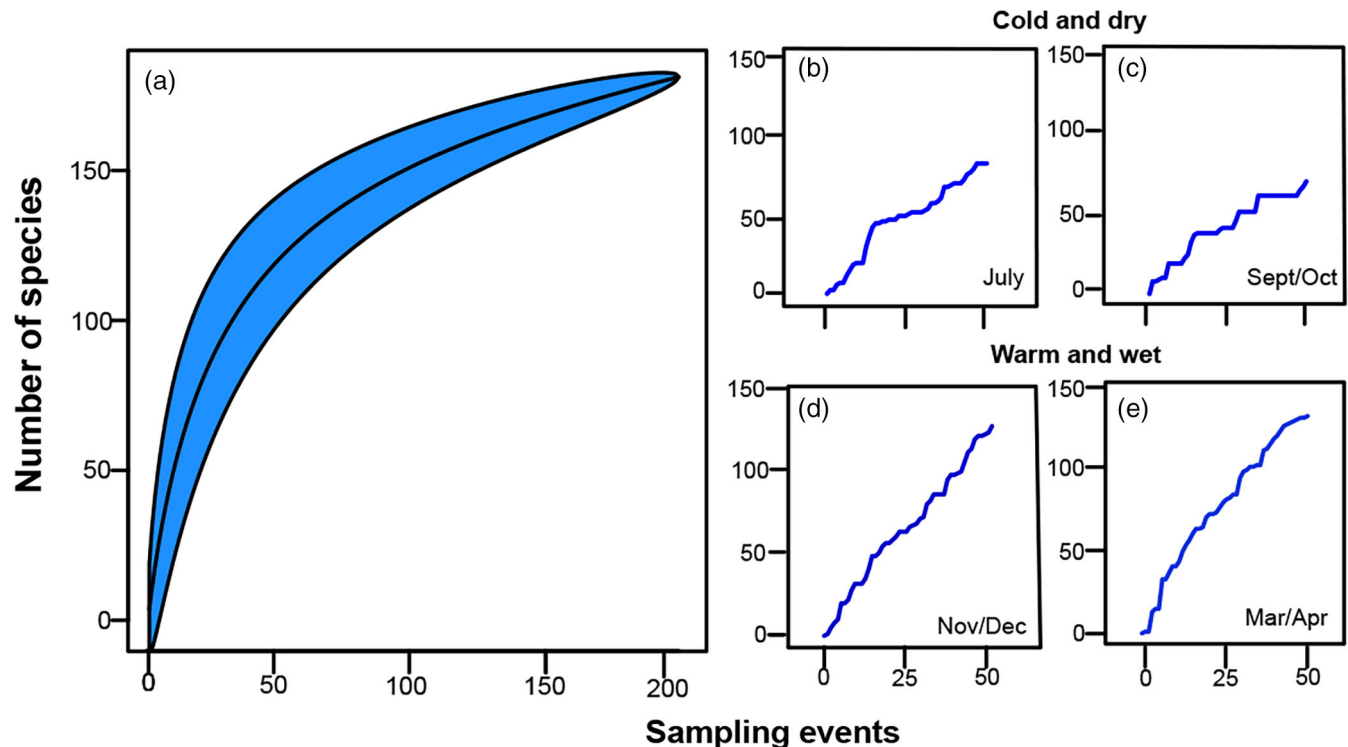 Number of species
(a)
150
100
50
0
0 50 100 150 200
Cold and dry
150
100
50
0
(b)
July
150
100
50
0
(c)
Sept/Oct
Warm and wet
150
100
50
0
(d)
Nov/Dec
0 25 50
150
100
50
0
(e)
Mar/Apr
0 25 50
Sampling events